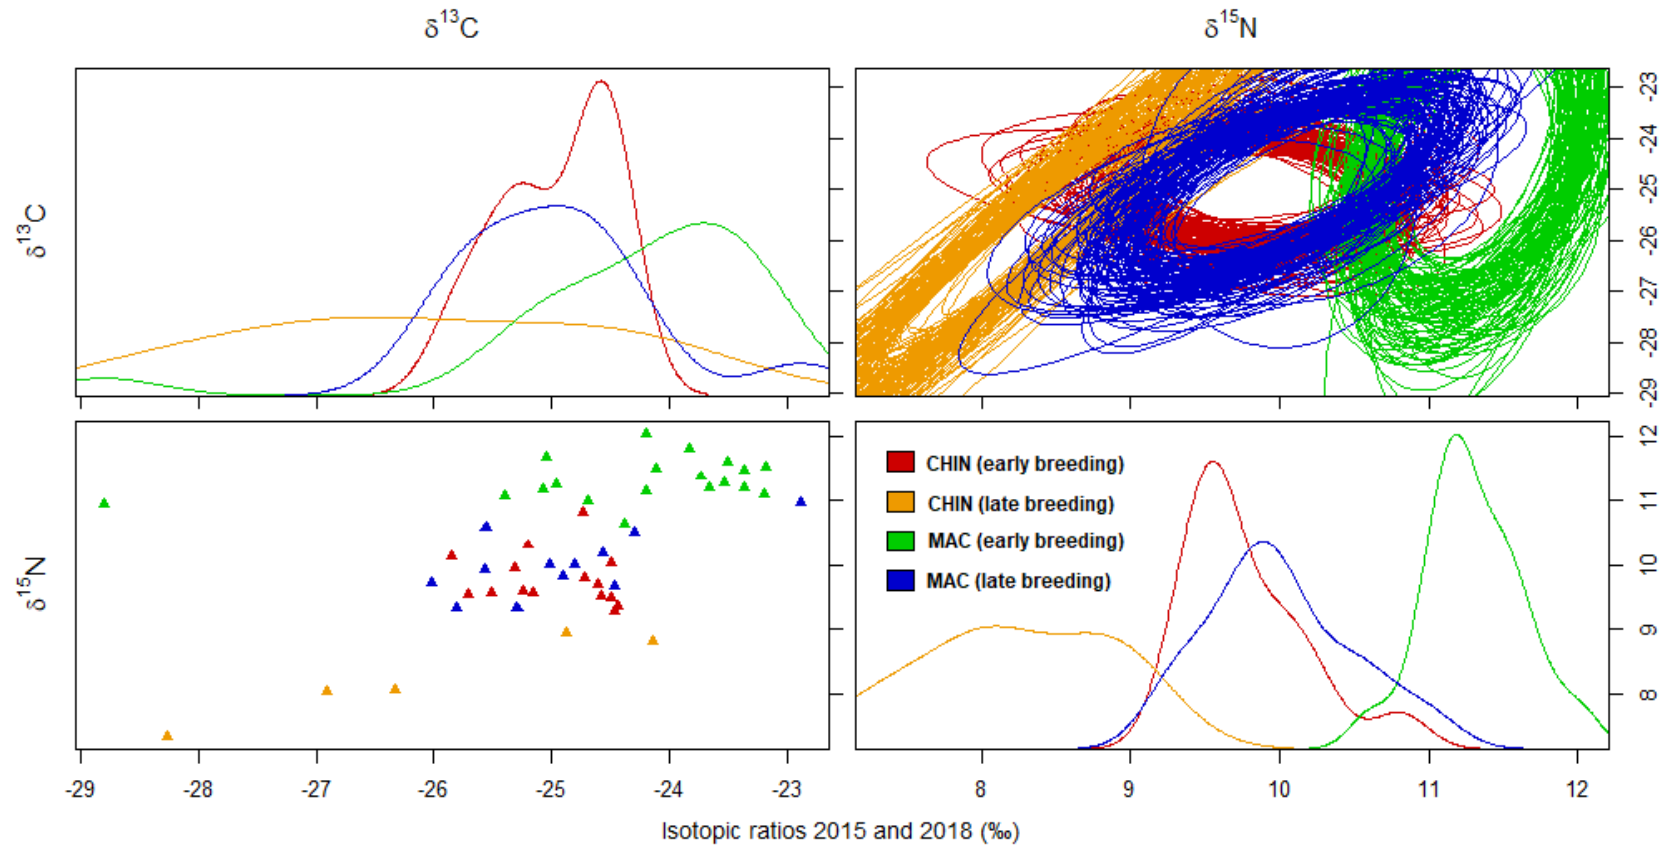 δ13C
δ15N
δ13C
-23
-24
-25
-26
-27
-28
-29
δ15N
CHIN (early breeding)
CHIN (late breeding)
MAC (early breeding)
MAC (late breeding)
12
11
10
9
8
-29 -28 -27 -26 -25 -24 -23
8 9 10 11 12
Isotopic ratios 2015 and 2018 (‰)